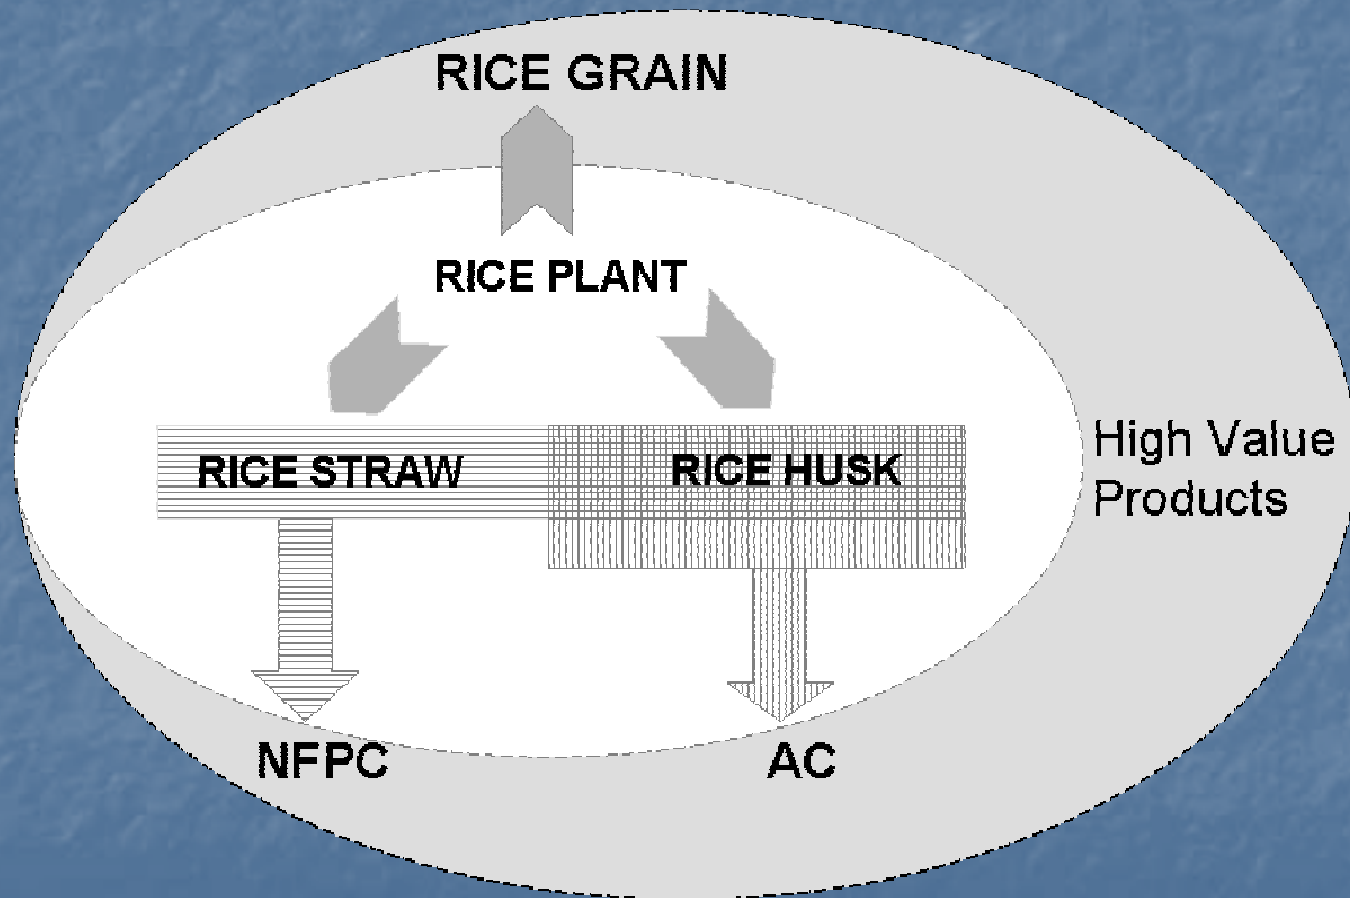 RICE GRAIN
RICE PLANT
RICE STRAW
RICE HUSK
High Value
Products
NFPC
AC